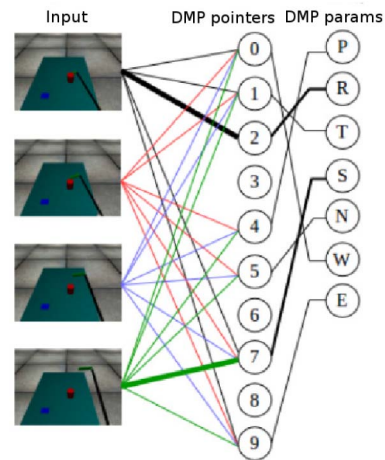 Input DMP pointers DMP params
0 P
1 R
2 T
3 S
4 N
5 W
6 E
7
8
9